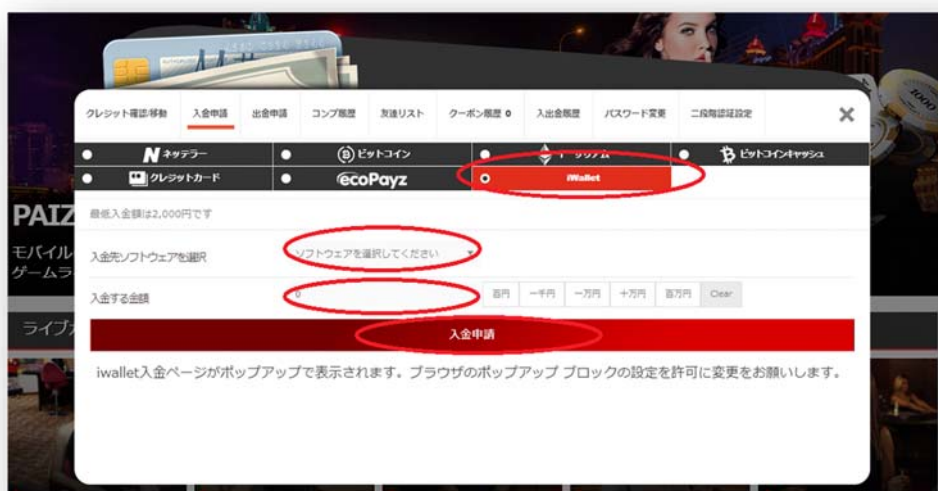 クレジット確認/移動 入金申請 出金申請 コンプ履歴 友達リスト クーポン履歴 0 入出金履歴 パスワード変更 二段階認証設定
ネッテラー ビットコイン イーサリアム ビットコインキャッシュ
クレジットカード ecoPayz iWallet
最低入金額は2,000円です
PAIZ
モバイル
ゲームラ
入金先ソフトウェアを選択 ソフトウェアを選択してください
入金する金額 0 百円 一千円 一万円 十万円 百万円 Clear
ライブカ
入金申請
iwallet入金ページがポップアップで表示されます。ブラウザのポップアップ ブロックの設定を許可に変更をお願いします。
1000